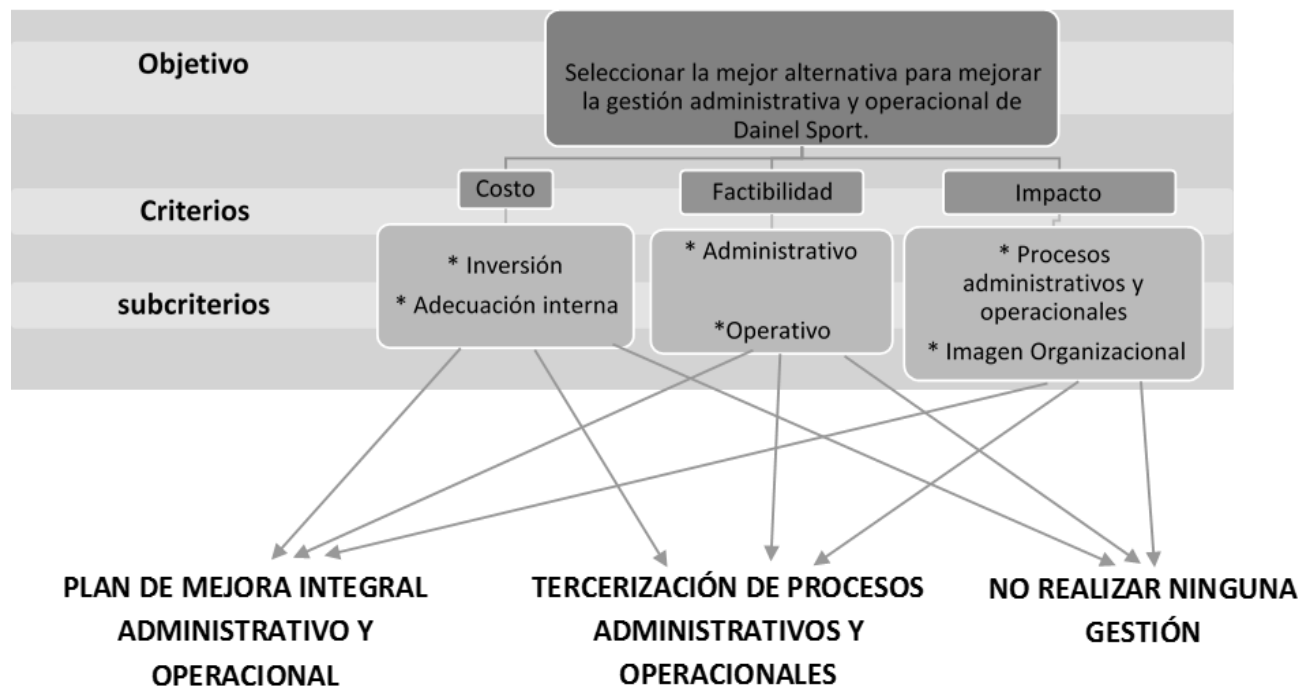 Objetivo
Seleccionar la mejor alternativa para mejorar
la gestión administrativa y operacional de
Dainel Sport.
Criterios
Costo
Factibilidad
Impacto
subcriterios
* Inversión
* Adecuación interna
* Administrativo
*Operativo
* Procesos
administrativos y
operacionales
* Imagen Organizacional
PLAN DE MEJORA INTEGRAL
ADMINISTRATIVO Y
OPERACIONAL
TERCERIZACIÓN DE PROCESOS
ADMINISTRATIVOS Y
OPERACIONALES
NO REALIZAR NINGUNA
GESTIÓN